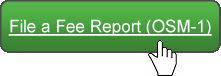 File a Fee Report (OSM-1)